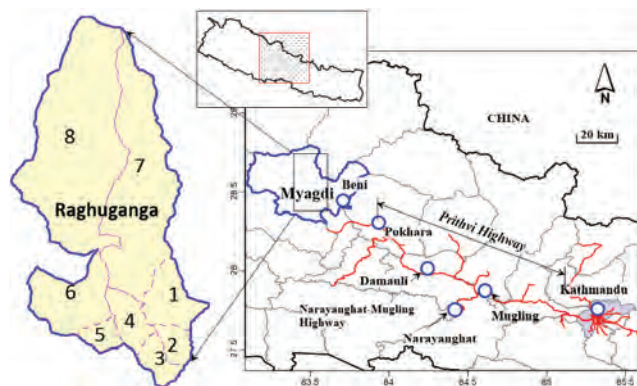 8
7
Raghuganga
6
1
4
5
2
3
CHINA
20 km
N
Beni
Myagdi
Pokhara
Prithvi Highway
Damauli
Kathmandu
Narayanghat-Mugling
Highway
Mugling
Narayanghat
28.5
28
27.5
83.5
84
84.5
85